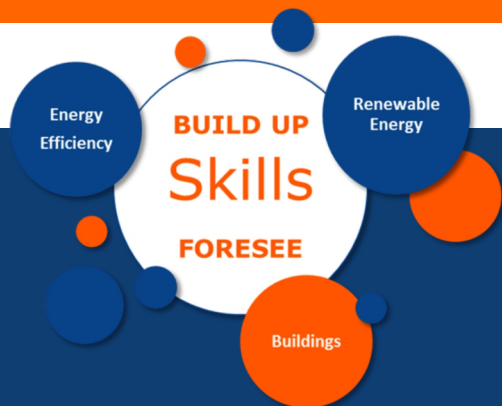 Energy
Efficiency
BUILD UP
Skills
FORESEE
Renewable
Energy
Buildings